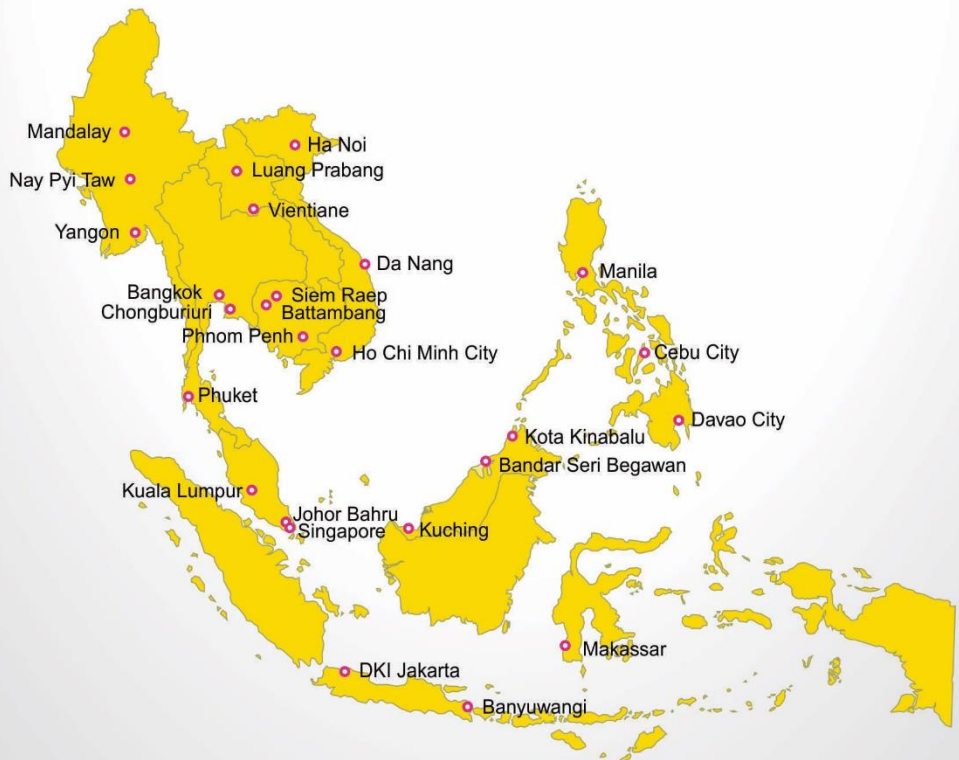 Mandalay
Ha Noi
Luang Prabang
Nay Pyi Taw
Vientiane
Yangon
Da Nang
Manila
Bangkok
Siem Raep
Chongburiuri
Battambang
Phnom Penh
Ho Chi Minh City
Cebu City
Phuket
Davao City
Kota Kinabalu
Bandar Seri Begawan
Kuala Lumpur
Johor Bahru
Singapore
Kuching
Makassar
DKI Jakarta
Banyuwangi